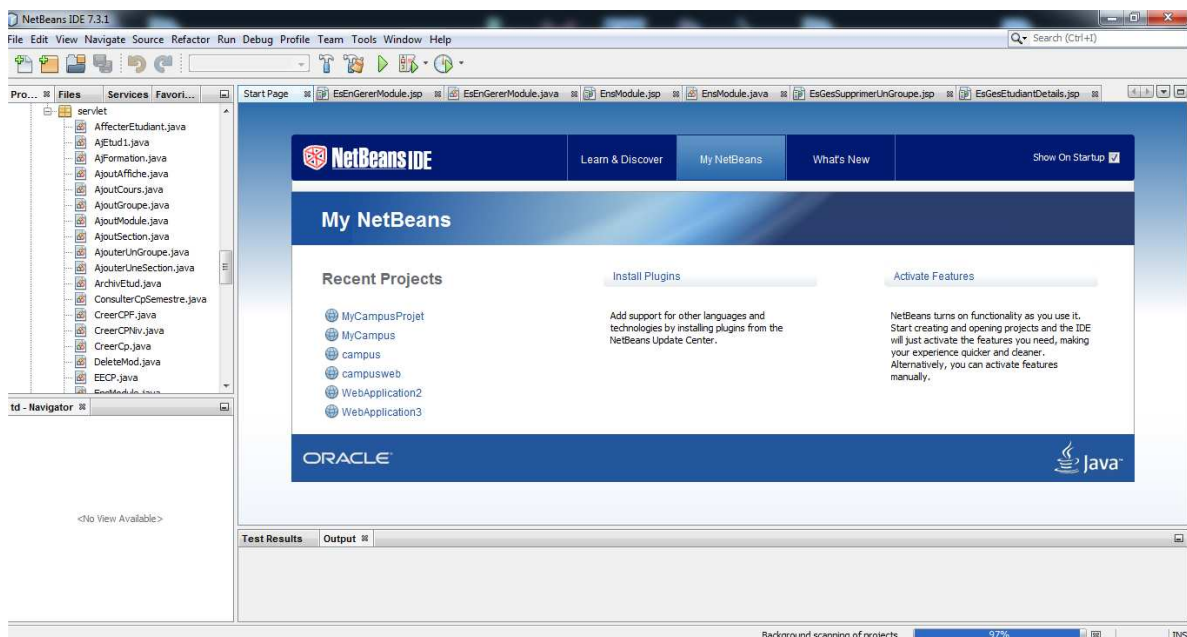 NetBeans IDE 7.3.1
File Edit View Navigate Source Refactor Run Debug Profile Team Tools Window Help
Search (Ctrl+I)
Pro... Files Services Favori...
Start Page EsEnGererModule.jsp EsEnGererModule.java EnsModule.jsp EnsModule.java EsGesSupprimerUnGroupe.jsp EsGesEtudiantDetails.jsp
servlet
AffecterEtudiant.java
AjEtud1.java
AjFormation.java
AjoutAffiche.java
AjoutCours.java
AjoutGroupe.java
AjoutModule.java
AjoutSection.java
AjouterUnGroupe.java
AjouterUneSection.java
ArchivEtud.java
ConsulterCpSemestre.java
CreerCPF.java
CreerCPNiv.java
CreerCp.java
DeleteMod.java
EECP.java
EnsModule.java
td - Navigator
<No View Available>
NetBeans IDE
Learn & Discover
My NetBeans
What's New
Show On Startup
My NetBeans
Recent Projects
MyCampusProjet
MyCampus
campus
campusweb
WebApplication2
WebApplication3
Install Plugins
Add support for other languages and
technologies by installing plugins from the
NetBeans Update Center.
Activate Features
NetBeans turns on functionality as you use it.
Start creating and opening projects and the IDE
will just activate the features you need, making
your experience quicker and cleaner.
Alternatively, you can activate features
manually.
ORACLE
Java
Test Results Output
Background scanning of projects 97% INS